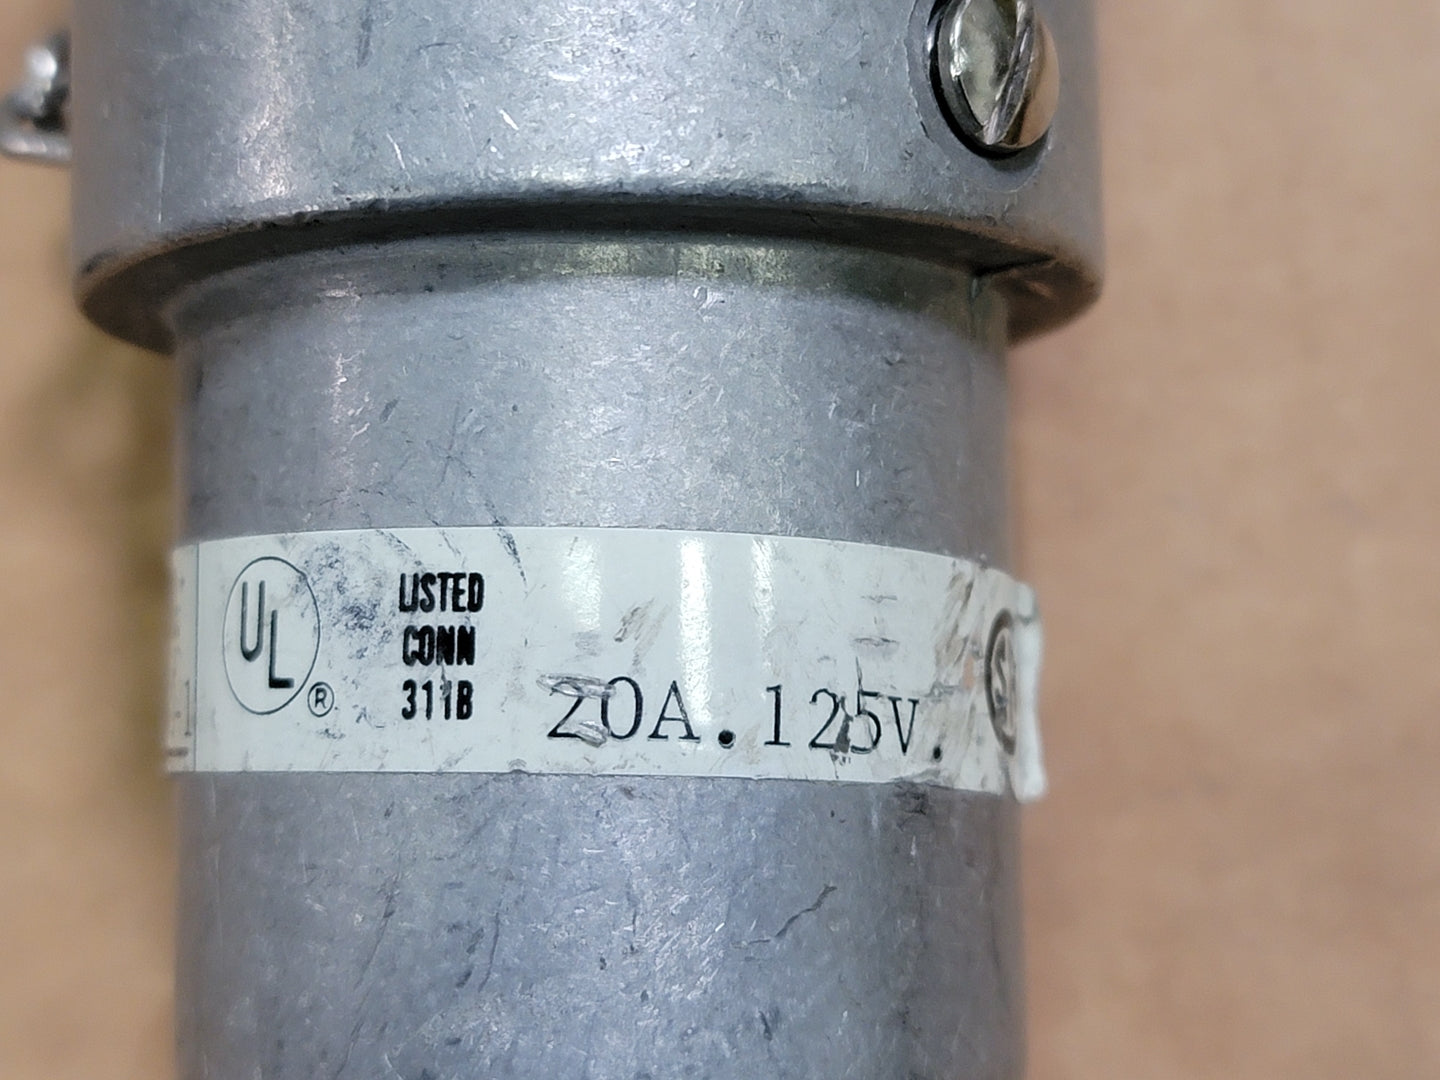 UL ®
LISTED
CONN
311B
20A.125V.